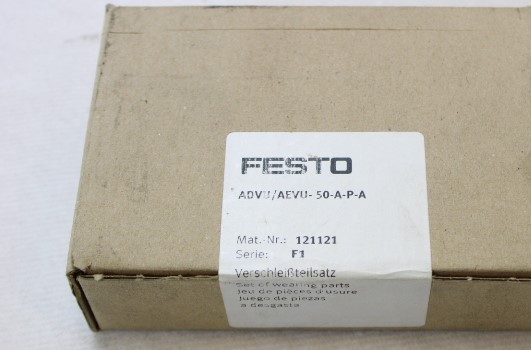 FESTO
ADVU/AEVU- 50-A-P-A
Mat.-Nr.: 121121
Serie: F1
Verschleißteilsatz
Set of wearing parts
Jeu de pièces d'usure
Juego de piezas
a desgaste